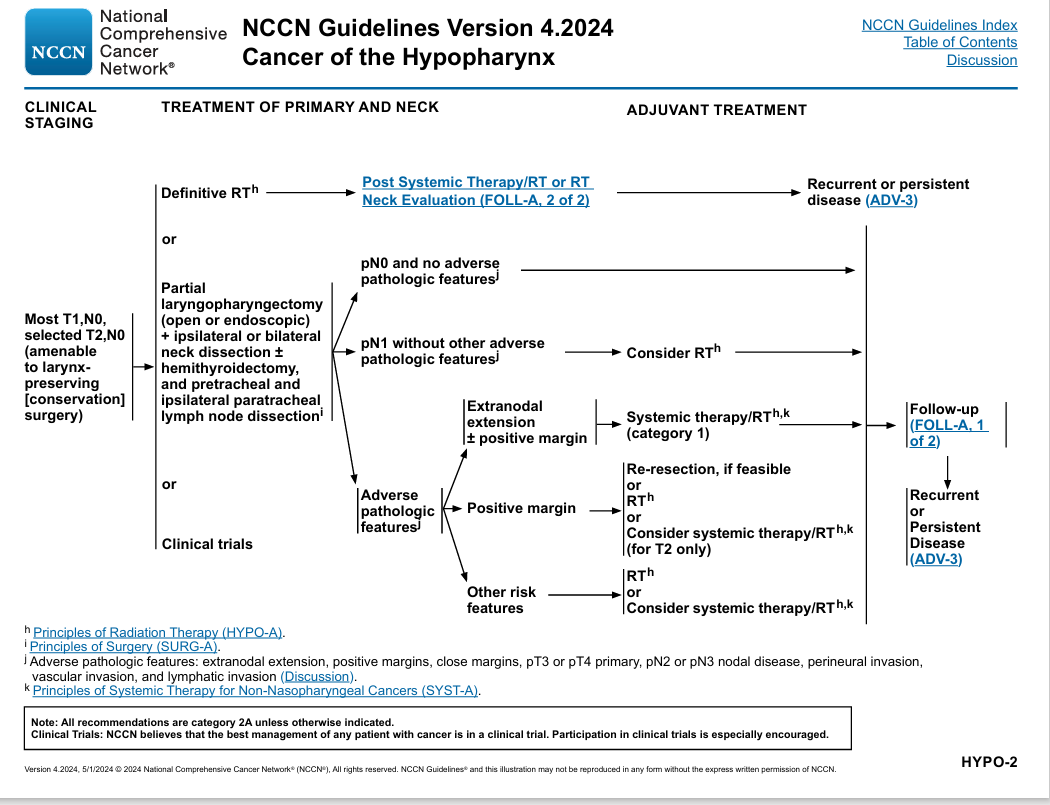 NCCN
National
Comprehensive
Cancer
Network®
NCCN Guidelines Version 4.2024
Cancer of the Hypopharynx
NCCN Guidelines Index
Table of Contents
Discussion
CLINICAL
STAGING
TREATMENT OF PRIMARY AND NECK
ADJUVANT TREATMENT
Most T1,N0,
selected T2,N0
(amenable
to larynx-
preserving
[conservation]
surgery)
Definitive RTh
or
Partial
laryngopharyngectomy
(open or endoscopic)
+ ipsilateral or bilateral
neck dissection ±
hemithyroidectomy,
and pretracheal and
ipsilateral paratracheal
lymph node dissectioni
or
Clinical trials
Post Systemic Therapy/RT or RT
Neck Evaluation (FOLL-A, 2 of 2)
Recurrent or persistent
disease (ADV-3)
pN0 and no adverse
pathologic featuresj
pN1 without other adverse
pathologic featuresj
Consider RTh
Adverse
pathologic
featuresj
Extranodal
extension
± positive margin
Systemic therapy/RTh,k
(category 1)
Positive margin
Re-resection, if feasible
or
RTh
or
Consider systemic therapy/RTh,k
(for T2 only)
Other risk
features
RTh
or
Consider systemic therapy/RTh,k
Follow-up
(FOLL-A, 1
of 2)
Recurrent
or
Persistent
Disease
(ADV-3)
h Principles of Radiation Therapy (HYPO-A).
i Principles of Surgery (SURG-A).
j Adverse pathologic features: extranodal extension, positive margins, close margins, pT3 or pT4 primary, pN2 or pN3 nodal disease, perineural invasion,
vascular invasion, and lymphatic invasion (Discussion).
k Principles of Systemic Therapy for Non-Nasopharyngeal Cancers (SYST-A).
Note: All recommendations are category 2A unless otherwise indicated.
Clinical Trials: NCCN believes that the best management of any patient with cancer is in a clinical trial. Participation in clinical trials is especially encouraged.
Version 4.2024, 5/1/2024 © 2024 National Comprehensive Cancer Network® (NCCN®), All rights reserved. NCCN Guidelines® and this illustration may not be reproduced in any form without the express written permission of NCCN.
HYPO-2